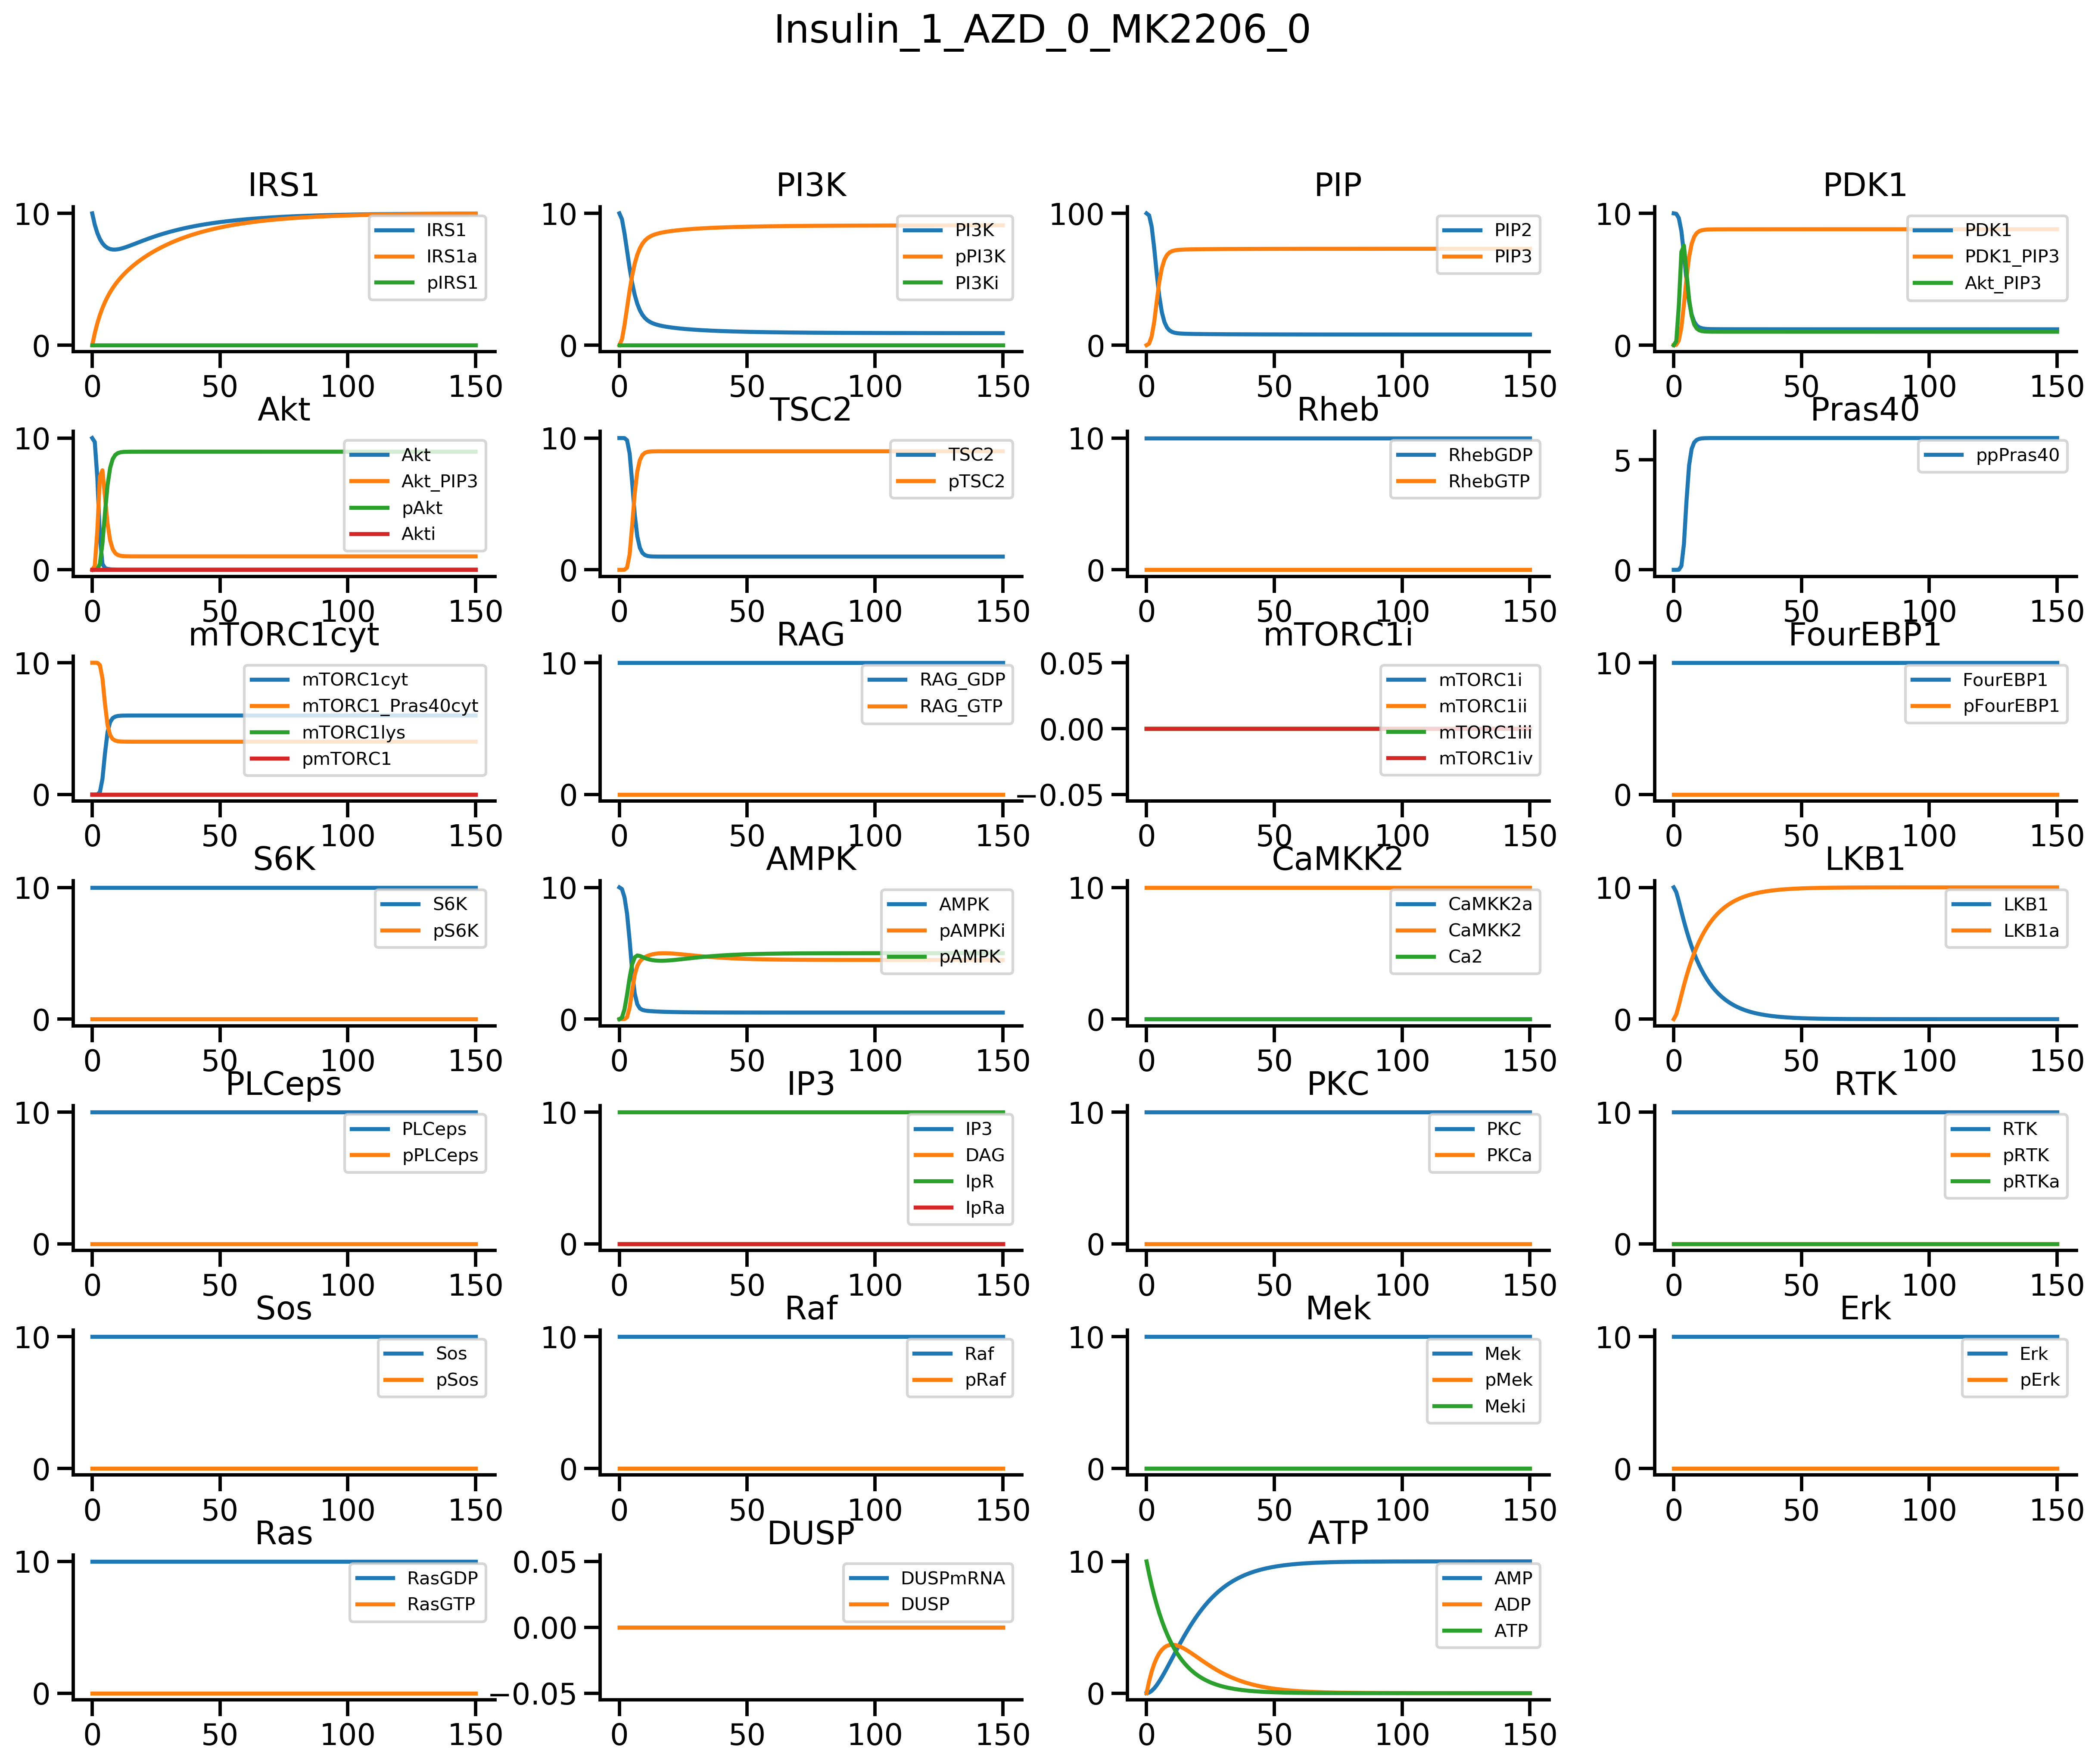 Insulin_1_AZD_0_MK2206_0
IRS1
PI3K
PIP
PDK1
10
0
0
50
100
150
IRS1
IRS1a
pIRS1
10
0
0
50
100
150
PI3K
pPI3K
PI3Ki
100
0
0
50
100
150
PIP2
PIP3
10
0
0
50
100
150
PDK1
PDK1_PIP3
Akt_PIP3
Akt
TSC2
Rheb
Pras40
10
0
0
50
100
150
Akt
Akt_PIP3
pAkt
Akti
10
0
0
50
100
150
TSC2
pTSC2
10
0
0
50
100
150
RhebGDP
RhebGTP
5
0
0
50
100
150
ppPras40
mTORC1cyt
RAG
mTORC1i
FourEBP1
10
0
0
50
100
150
mTORC1cyt
mTORC1_Pras40cyt
mTORC1lys
pmTORC1
10
0
0
50
100
150
RAG_GDP
RAG_GTP
0.05
0.00
−0.05
0
50
100
150
mTORC1i
mTORC1ii
mTORC1iii
mTORC1iv
10
0
0
50
100
150
FourEBP1
pFourEBP1
S6K
AMPK
CaMKK2
LKB1
10
0
0
50
100
150
S6K
pS6K
10
0
0
50
100
150
AMPK
pAMPKi
pAMPK
10
0
0
50
100
150
CaMKK2a
CaMKK2
Ca2
10
0
0
50
100
150
LKB1
LKB1a
PLCeps
IP3
PKC
RTK
10
0
0
50
100
150
PLCeps
pPLCeps
10
0
0
50
100
150
IP3
DAG
IpR
IpRa
10
0
0
50
100
150
PKC
PKCa
10
0
0
50
100
150
RTK
pRTK
pRTKa
Sos
Raf
Mek
Erk
10
0
0
50
100
150
Sos
pSos
10
0
0
50
100
150
Raf
pRaf
10
0
0
50
100
150
Mek
pMek
Meki
10
0
0
50
100
150
Erk
pErk
Ras
DUSP
ATP
10
0
0
50
100
150
RasGDP
RasGTP
0.05
0.00
−0.05
0
50
100
150
DUSPmRNA
DUSP
10
0
0
50
100
150
AMP
ADP
ATP